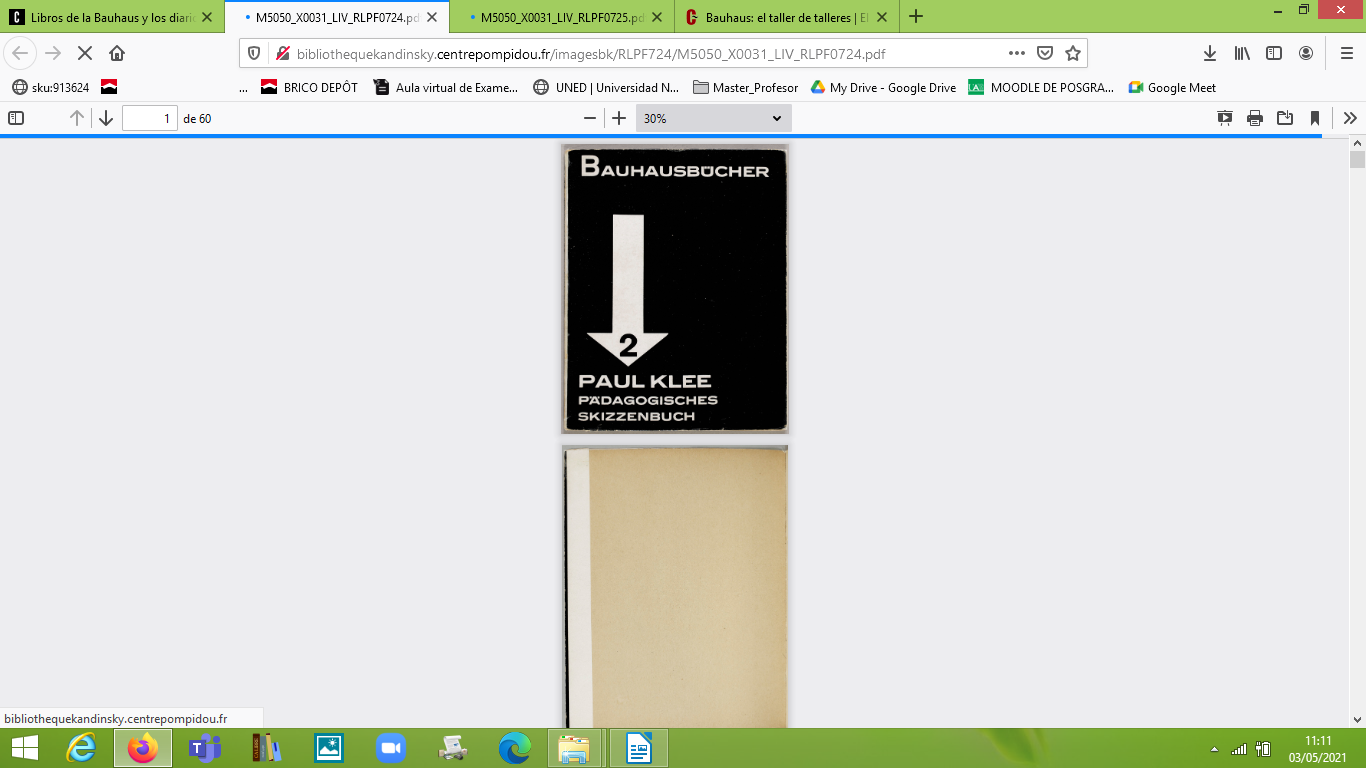 Libros de la Bauhaus y los diari
M5050_X0031_LIV_RLPF0724.pd
M5050_X0031_LIV_RLPF0725.pd
Bauhaus: el taller de talleres | El
bibliothequekandinsky.centrepompidou.fr/imagesbk/RLPF724/M5050_X0031_LIV_RLPF0724.pdf
sku:913624
...
BRICO DEPÔT
Aula virtual de Exame...
UNED | Universidad N...
Master_Profesor
My Drive - Google Drive
MOODLE DE POSGRA...
Google Meet
1 de 60
30%
BAUHAUSBÜCHER
2
PAUL KLEE
PÄDAGOGISCHES
SKIZZENBUCH
bibliothequekandinsky.centrepompidou.fr
11:11
03/05/2021